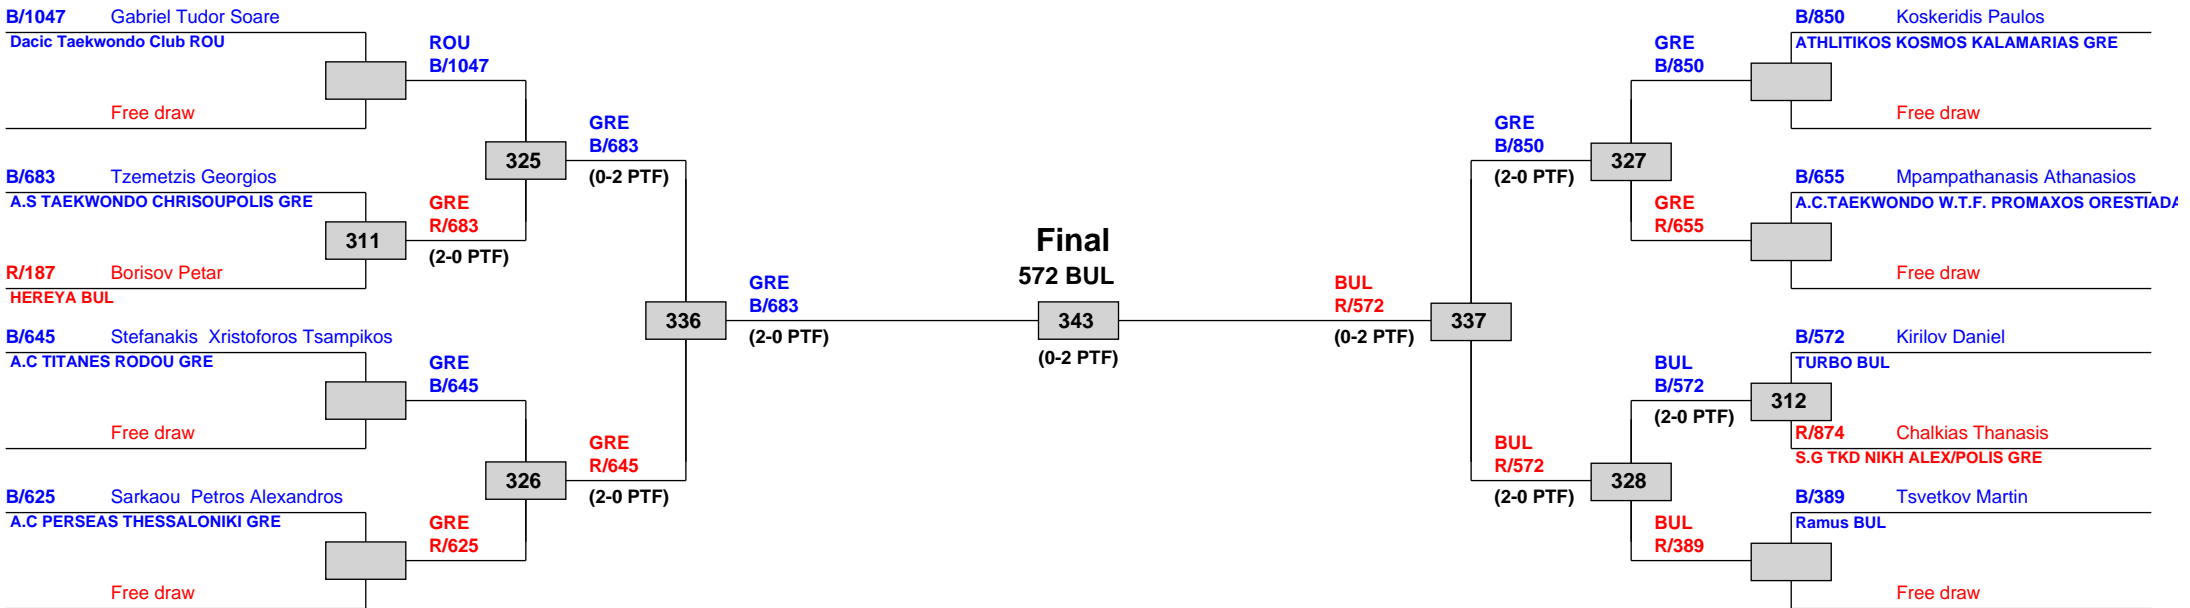 B/1047 Gabriel Tudor Soare
Dacic Taekwondo Club ROU
Free draw
B/683 Tzemetzis Georgios
A.S TAEKWONDO CHRISOUPOLIS GRE
311
R/187 Borisov Petar
HEREYA BUL
B/645 Stefanakis Xristoforos Tsampikos
A.C TITANES RODOU GRE
Free draw
B/625 Sarkaou Petros Alexandros
A.C PERSEAS THESSALONIKI GRE
Free draw
ROU
B/1047
325
GRE
R/683
(2-0 PTF)
GRE
B/645
326
GRE
R/625
GRE
B/683
(0-2 PTF)
336
GRE
R/645
(2-0 PTF)
GRE
B/683
(2-0 PTF)
Final
572 BUL
343
(0-2 PTF)
BUL
R/572
(0-2 PTF)
337
GRE
B/850
(2-0 PTF)
BUL
R/572
(2-0 PTF)
GRE
B/850
327
GRE
R/655
BUL
B/572
(2-0 PTF)
328
BUL
R/389
B/850 Koskeridis Paulos
ATHLITIKOS KOSMOS KALAMARIAS GRE
Free draw
B/655 Mpampathanasis Athanasios
A.C.TAEKWONDO W.T.F. PROMAXOS ORESTIADA
Free draw
B/572 Kirilov Daniel
TURBO BUL
312
R/874 Chalkias Thanasis
S.G TKD NIKH ALEX/POLIS GRE
B/389 Tsvetkov Martin
Ramus BUL
Free draw